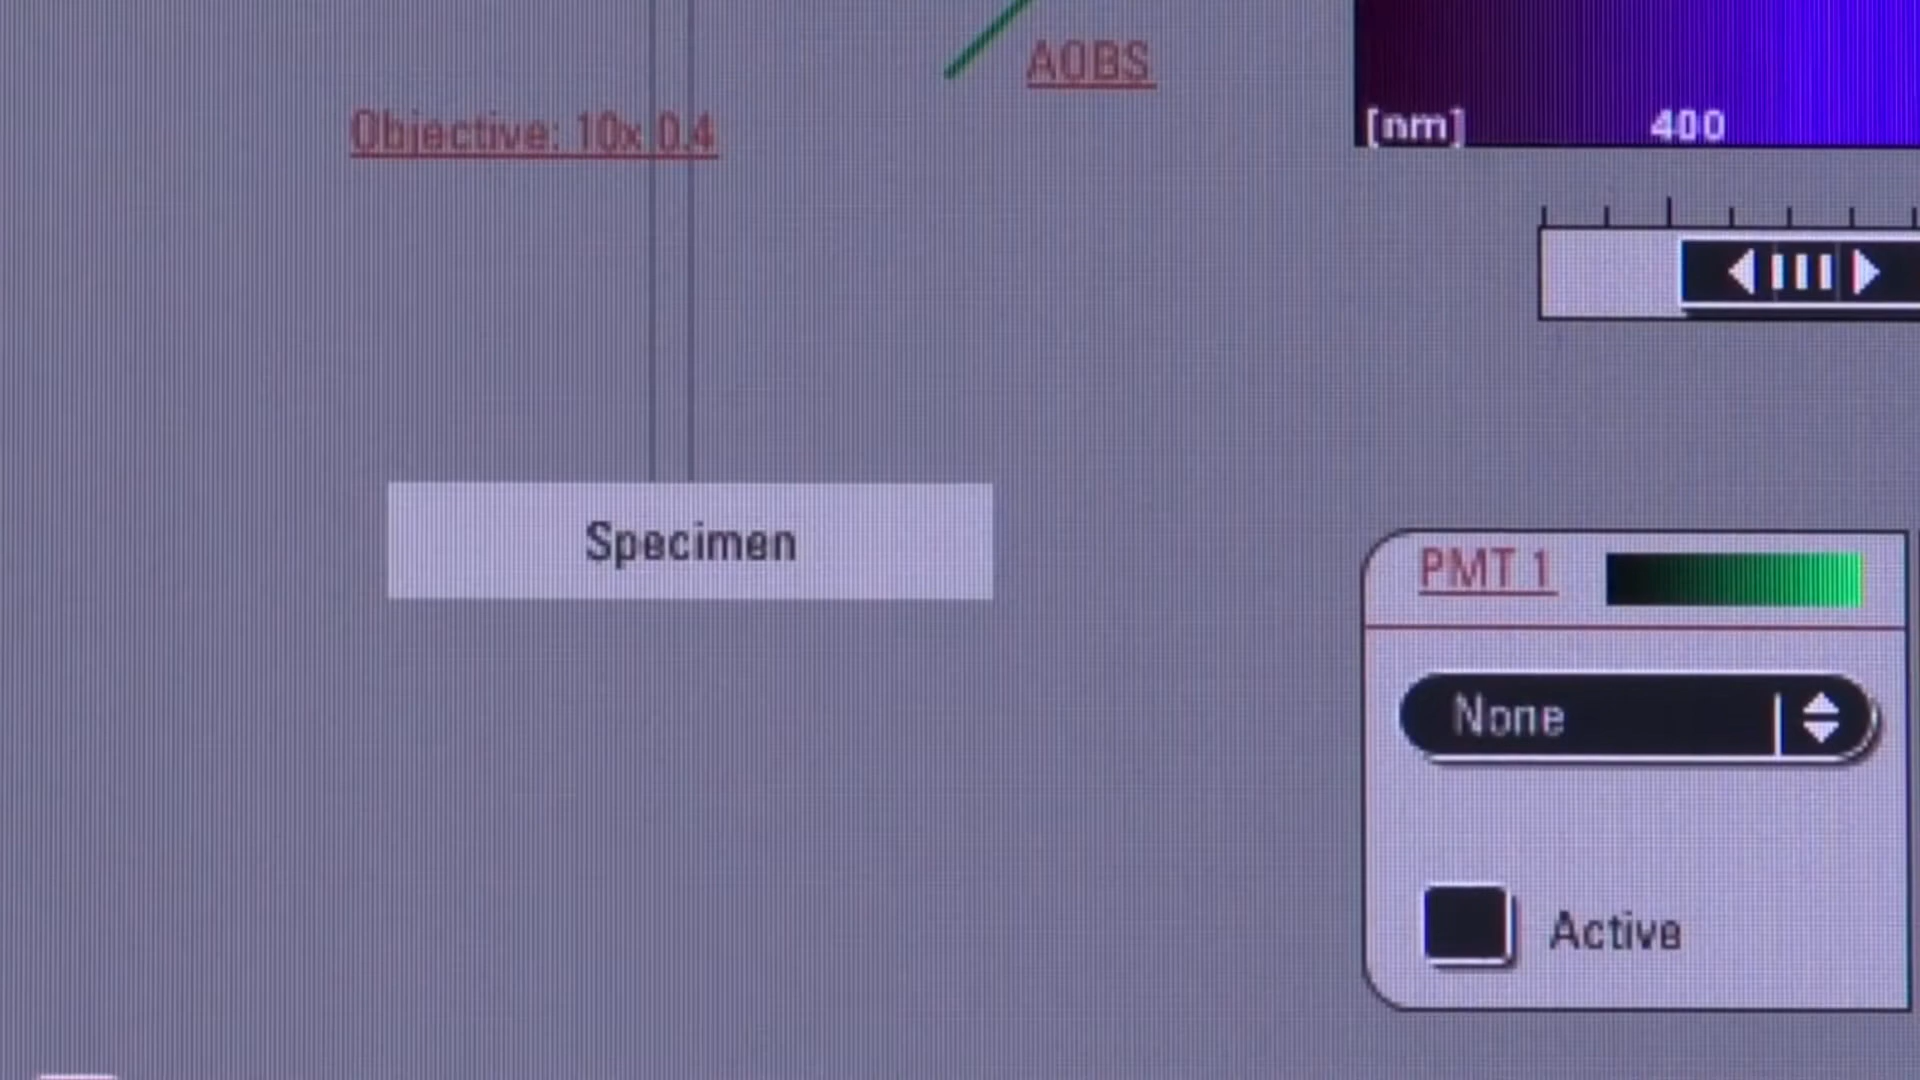 AOBS
Objective: 10x 0.4
[nm] 400
Specimen
PMT 1
None
Active